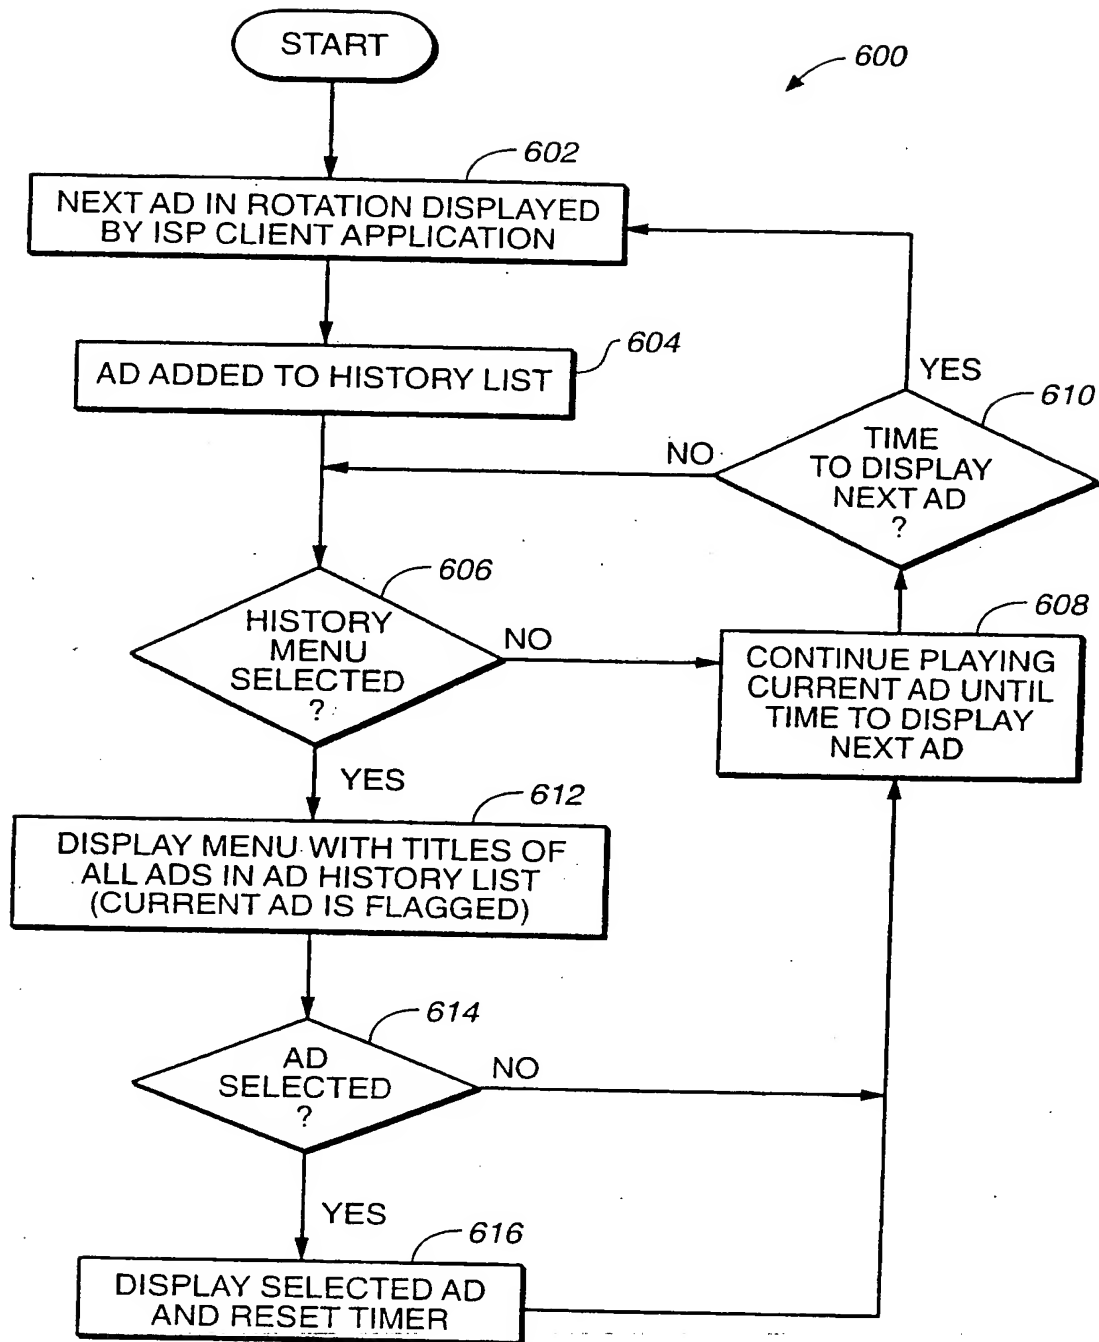 START
600
602
NEXT AD IN ROTATION DISPLAYED
BY ISP CLIENT APPLICATION
604
AD ADDED TO HISTORY LIST
YES
610
NO
TIME
TO DISPLAY
NEXT AD
?
606
HISTORY
MENU
SELECTED
?
NO
608
CONTINUE PLAYING
CURRENT AD UNTIL
TIME TO DISPLAY
NEXT AD
YES
612
DISPLAY MENU WITH TITLES OF
ALL ADS IN AD HISTORY LIST
(CURRENT AD IS FLAGGED)
614
AD
SELECTED
?
NO
YES
616
DISPLAY SELECTED AD
AND RESET TIMER